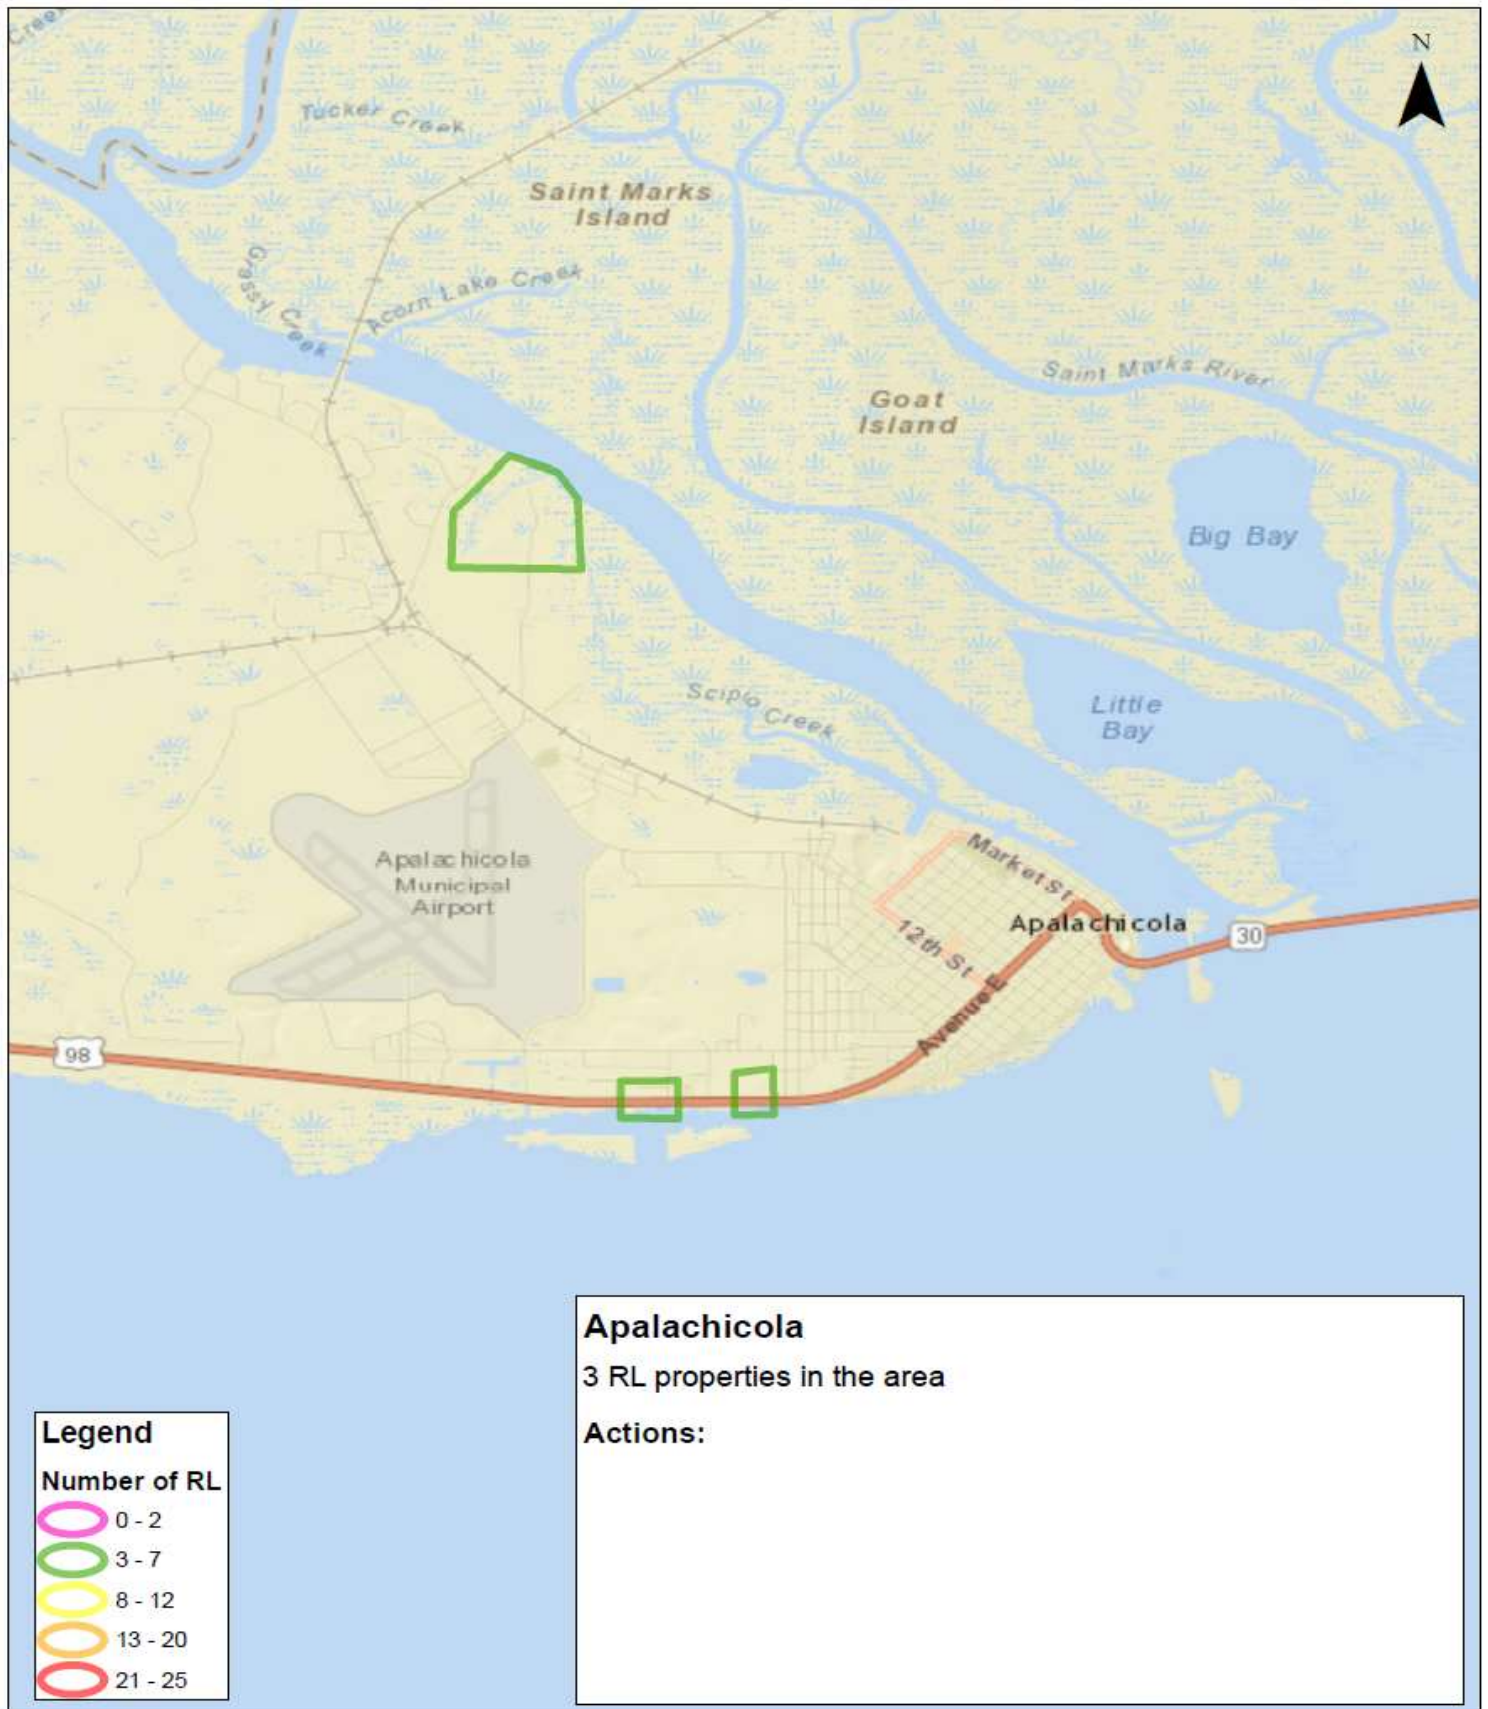 Creek
N
Tucker Creek
Saint Marks
Island
Grassy Creek
Acorn Lake Creek
Saint Marks River
Goat
Island
Big Bay
Scipio Creek
Little
Bay
Apalachicola
Municipal
Airport
Market St
Apalachicola
12th St
30
Avenue E
98
Apalachicola
3 RL properties in the area
Actions:
Legend
Number of RL
0 - 2
3 - 7
8 - 12
13 - 20
21 - 25